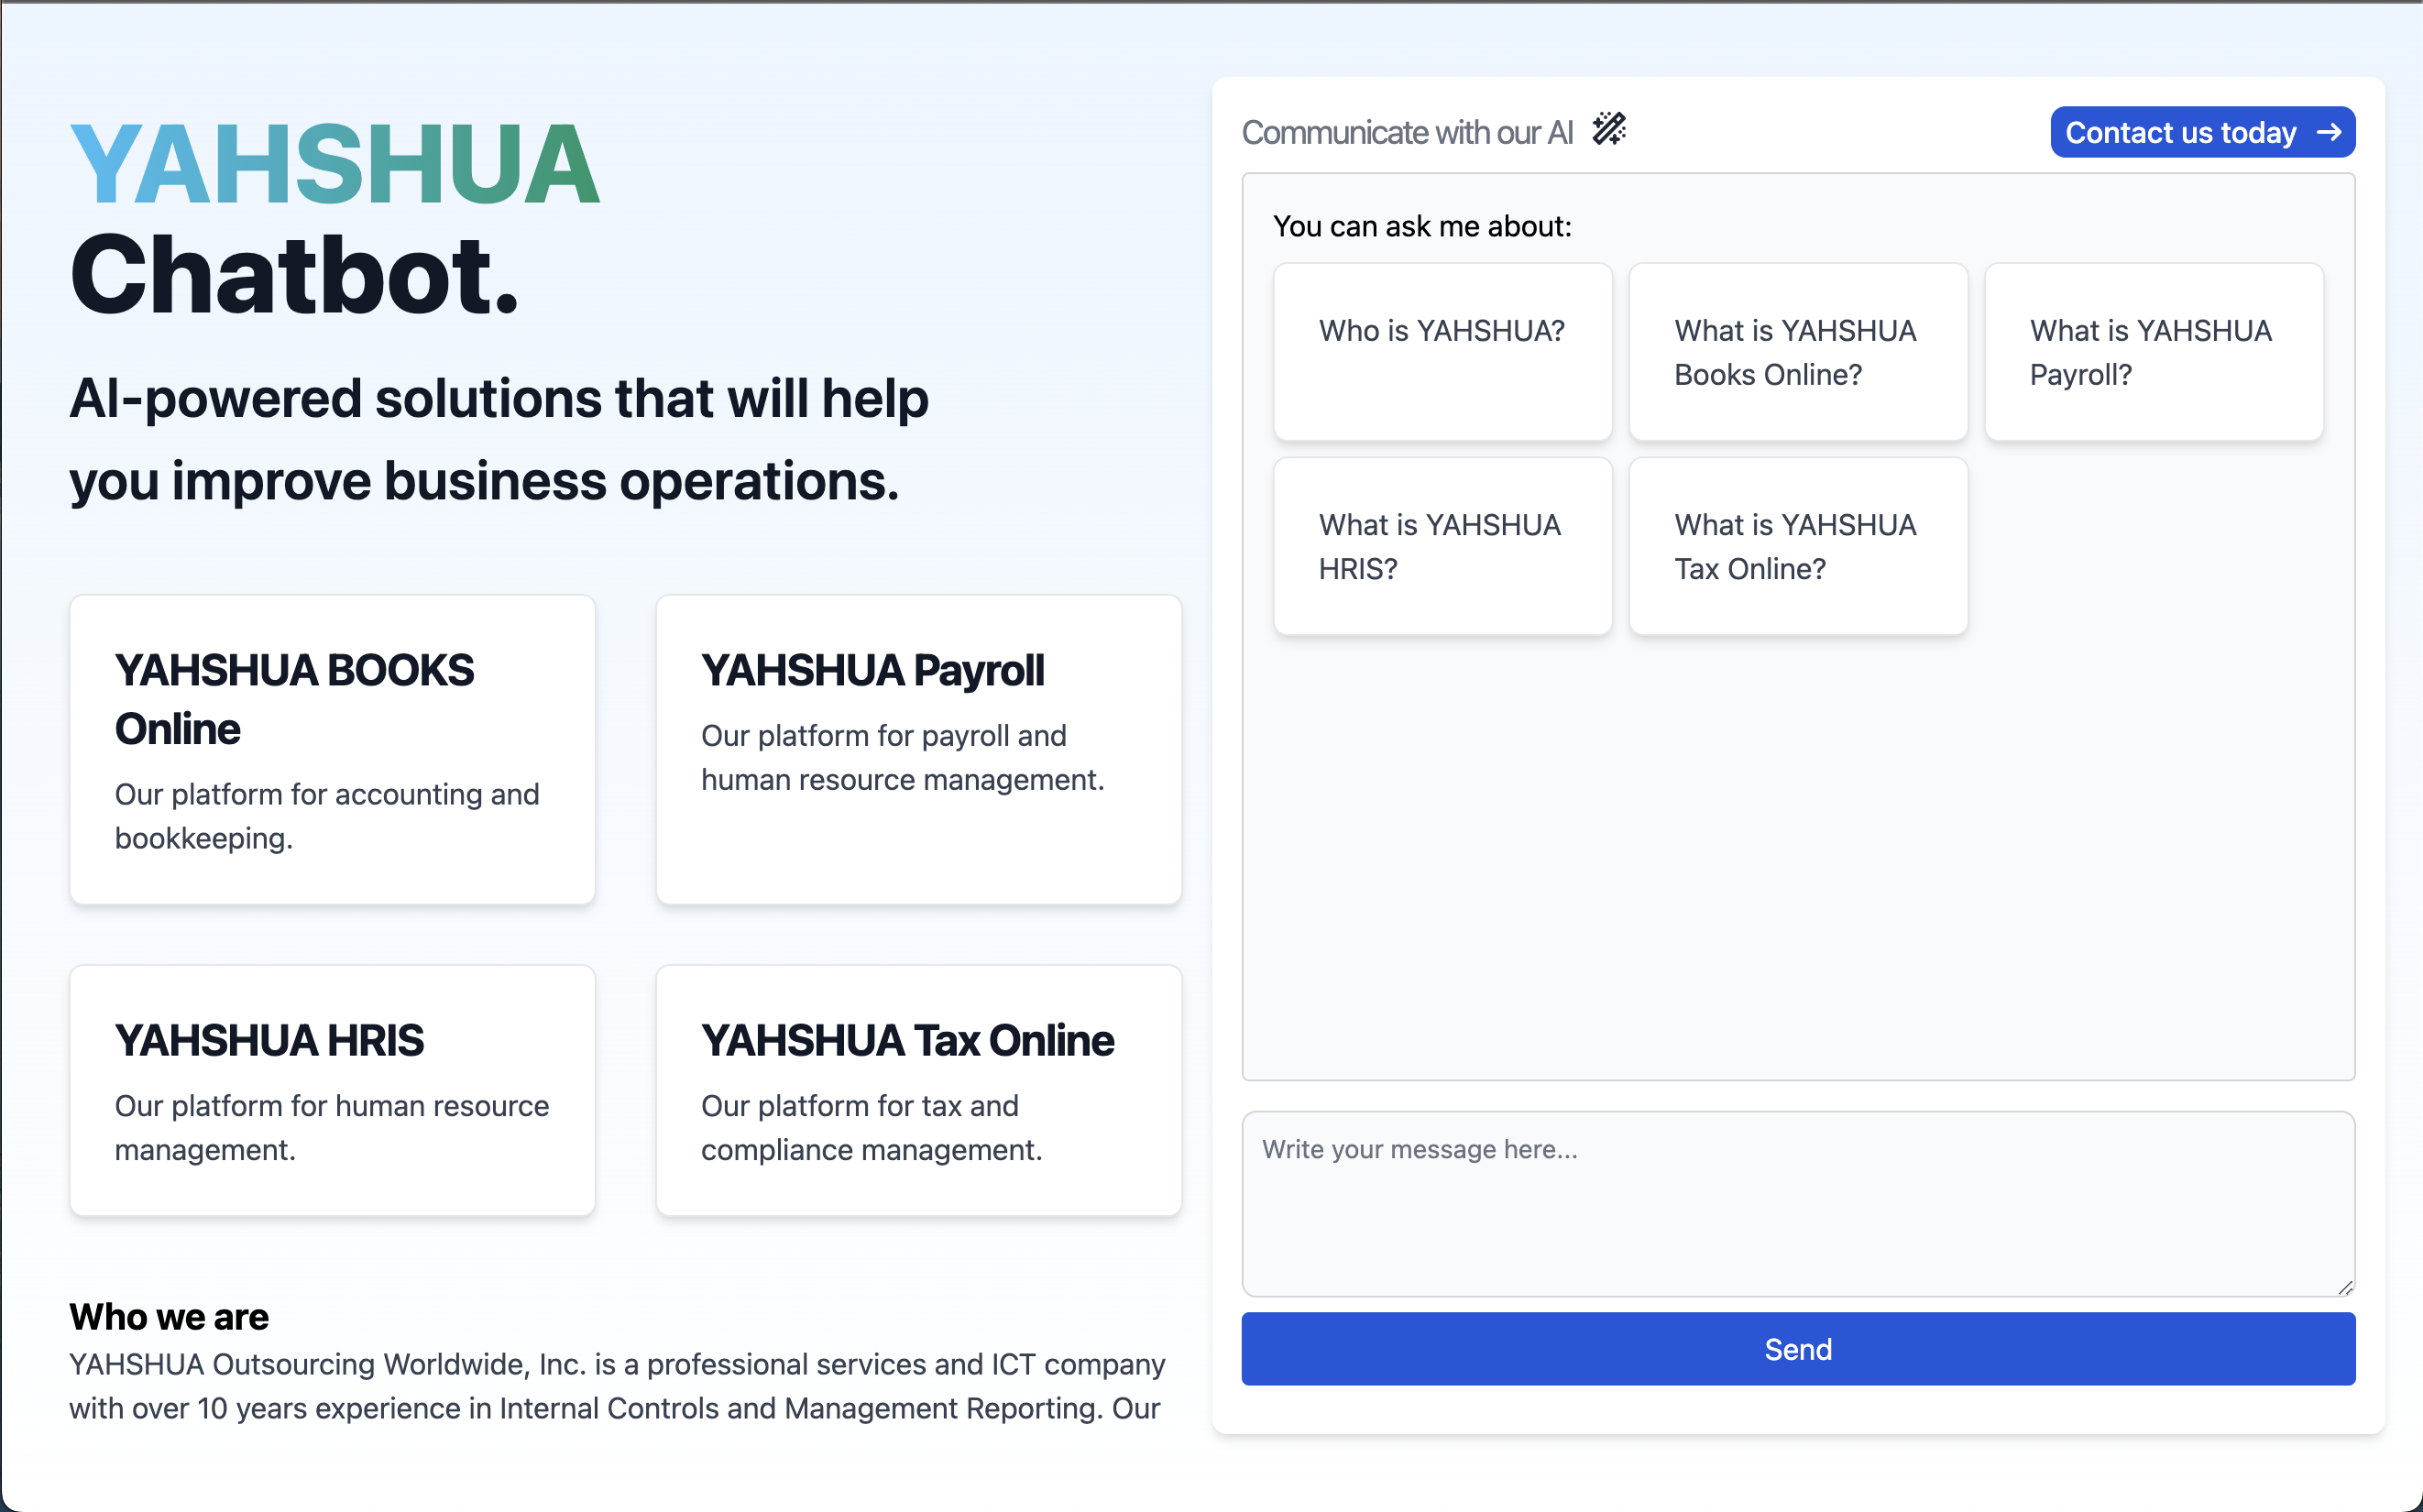 YAHSHUA
Chatbot.
AI-powered solutions that will help
you improve business operations.
YAHSHUA BOOKS
Online
Our platform for accounting and
bookkeeping.
YAHSHUA Payroll
Our platform for payroll and
human resource management.
YAHSHUA HRIS
Our platform for human resource
management.
YAHSHUA Tax Online
Our platform for tax and
compliance management.
Who we are
YAHSHUA Outsourcing Worldwide, Inc. is a professional services and ICT company
with over 10 years experience in Internal Controls and Management Reporting. Our
Communicate with our AI
Contact us today →
You can ask me about:
Who is YAHSHUA?
What is YAHSHUA
Books Online?
What is YAHSHUA
Payroll?
What is YAHSHUA
HRIS?
What is YAHSHUA
Tax Online?
Write your message here...
Send